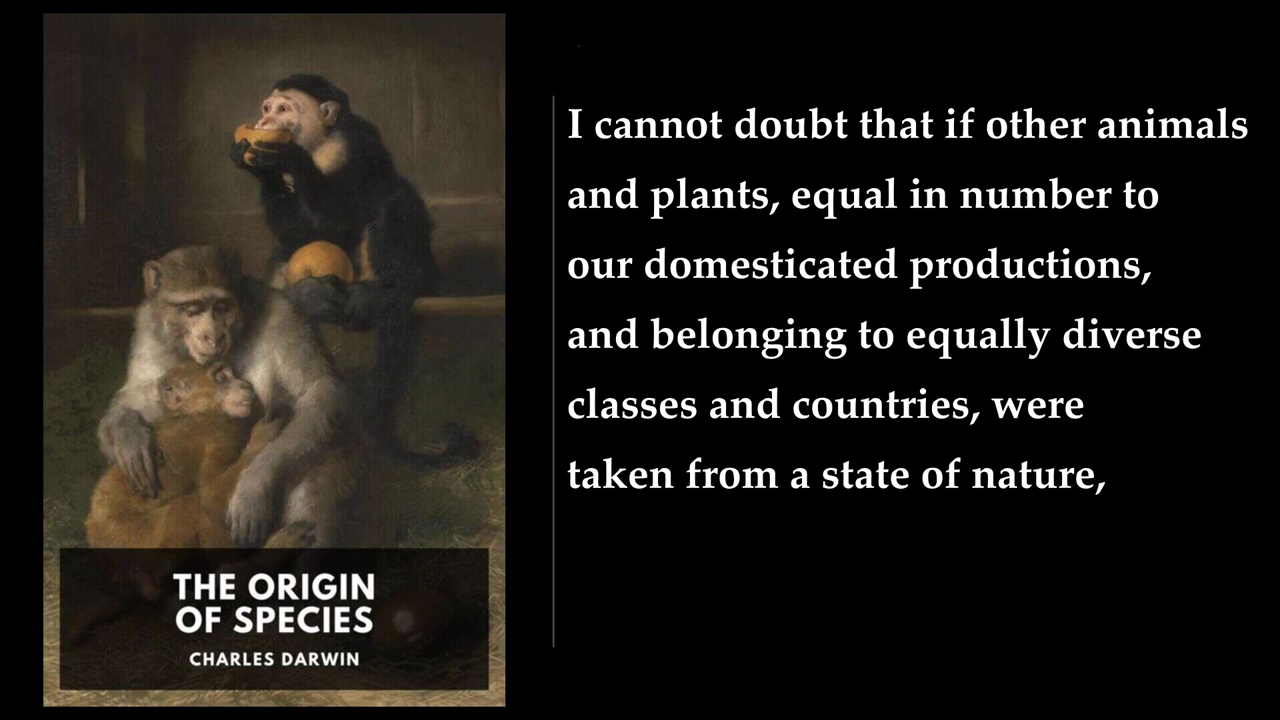 THE ORIGIN
OF SPECIES
CHARLES DARWIN
I cannot doubt that if other animals
and plants, equal in number to
our domesticated productions,
and belonging to equally diverse
classes and countries, were
taken from a state of nature,